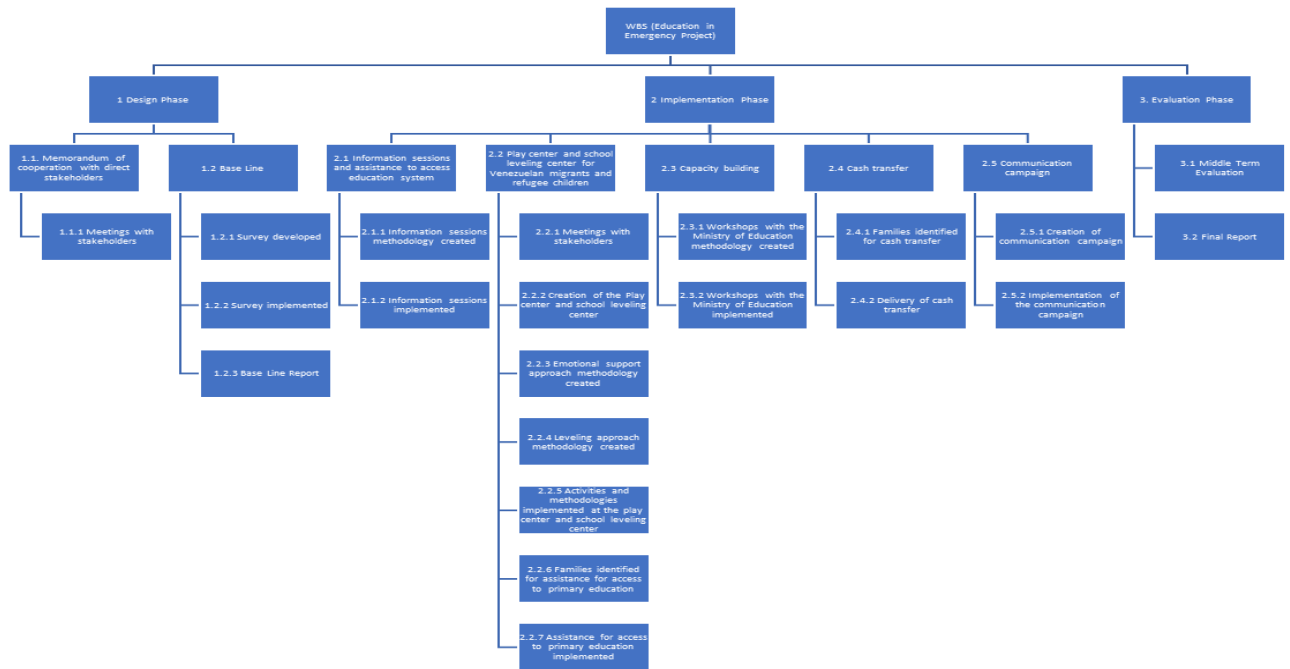 WBS (Education in
Emergency Project)
1 Design Phase
2 Implementation Phase
3. Evaluation Phase
1.1. Memorandum of
cooperation with direct
stakeholders
1.2 Base Line
2.1 Information sessions
and assistance to access
education system
2.2 Play center and school
leveling center for
Venezuelan migrants and
refugee children
2.3 Capacity building
2.4 Cash transfer
2.5 Communication
campaign
3.1 Middle Term
Evaluation
1.1.1 Meetings with
stakeholders
1.2.1 Survey developed
2.1.1 Information sessions
methodology created
2.2.1 Meetings with
stakeholders
2.3.1 Workshops with the
Ministry of Education
methodology created
2.4.1 Families identified
for cash transfer
2.5.1 Creation of
communication campaign
3.2 Final Report
1.2.2 Survey implemented
2.1.2 Information sessions
implemented
2.2.2 Creation of the Play
center and school leveling
center
2.3.2 Workshops with the
Ministry of Education
implemented
2.4.2 Delivery of cash
transfer
2.5.2 Implementation of
the communication
campaign
1.2.3 Base Line Report
2.2.3 Emotional support
approach methodology
created
2.2.4 Leveling approach
methodology created
2.2.5 Activities and
methodologies
implemented at the play
center and school leveling
center
2.2.6 Families identified
for assistance for access
to primary education
2.2.7 Assistance for access
to primary education
implemented